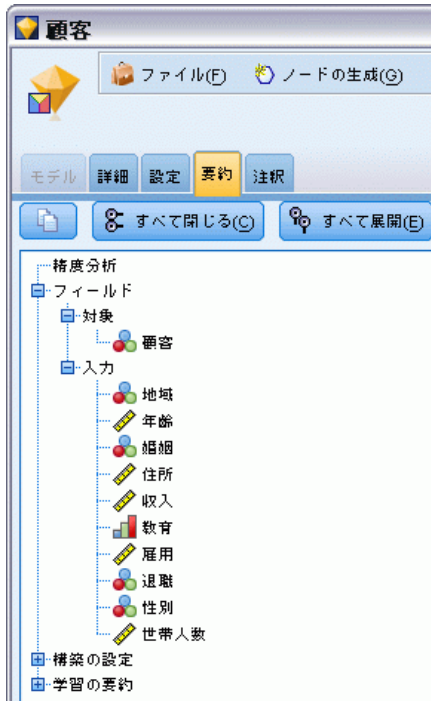 顧客
ファイル(F) ノードの生成(G)
モデル 詳細 設定 要約 注釈
すべて閉じる(C) すべて展開(E)
精度分析
フィールド
対象
顧客
入力
地域
年齢
婚姻
住所
収入
教育
雇用
退職
性別
世帯人数
構築の設定
学習の要約